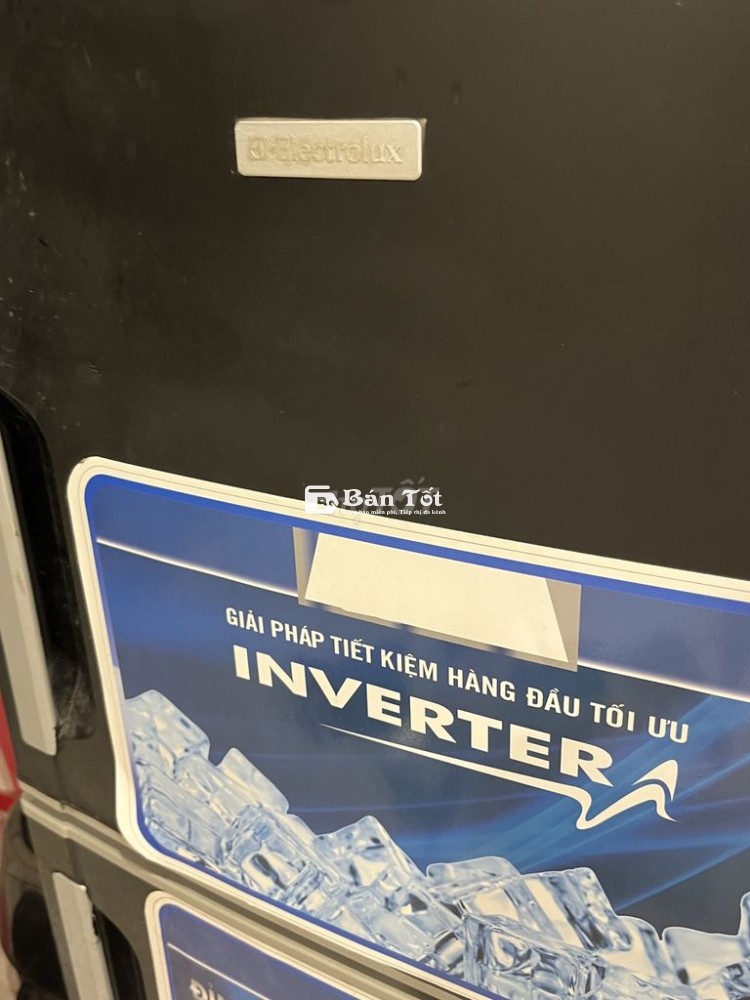 Electrolux
Bán Tốt
GIẢI PHÁP TIẾT KIỆM HÀNG ĐẦU TỐI ƯU
INVERTER